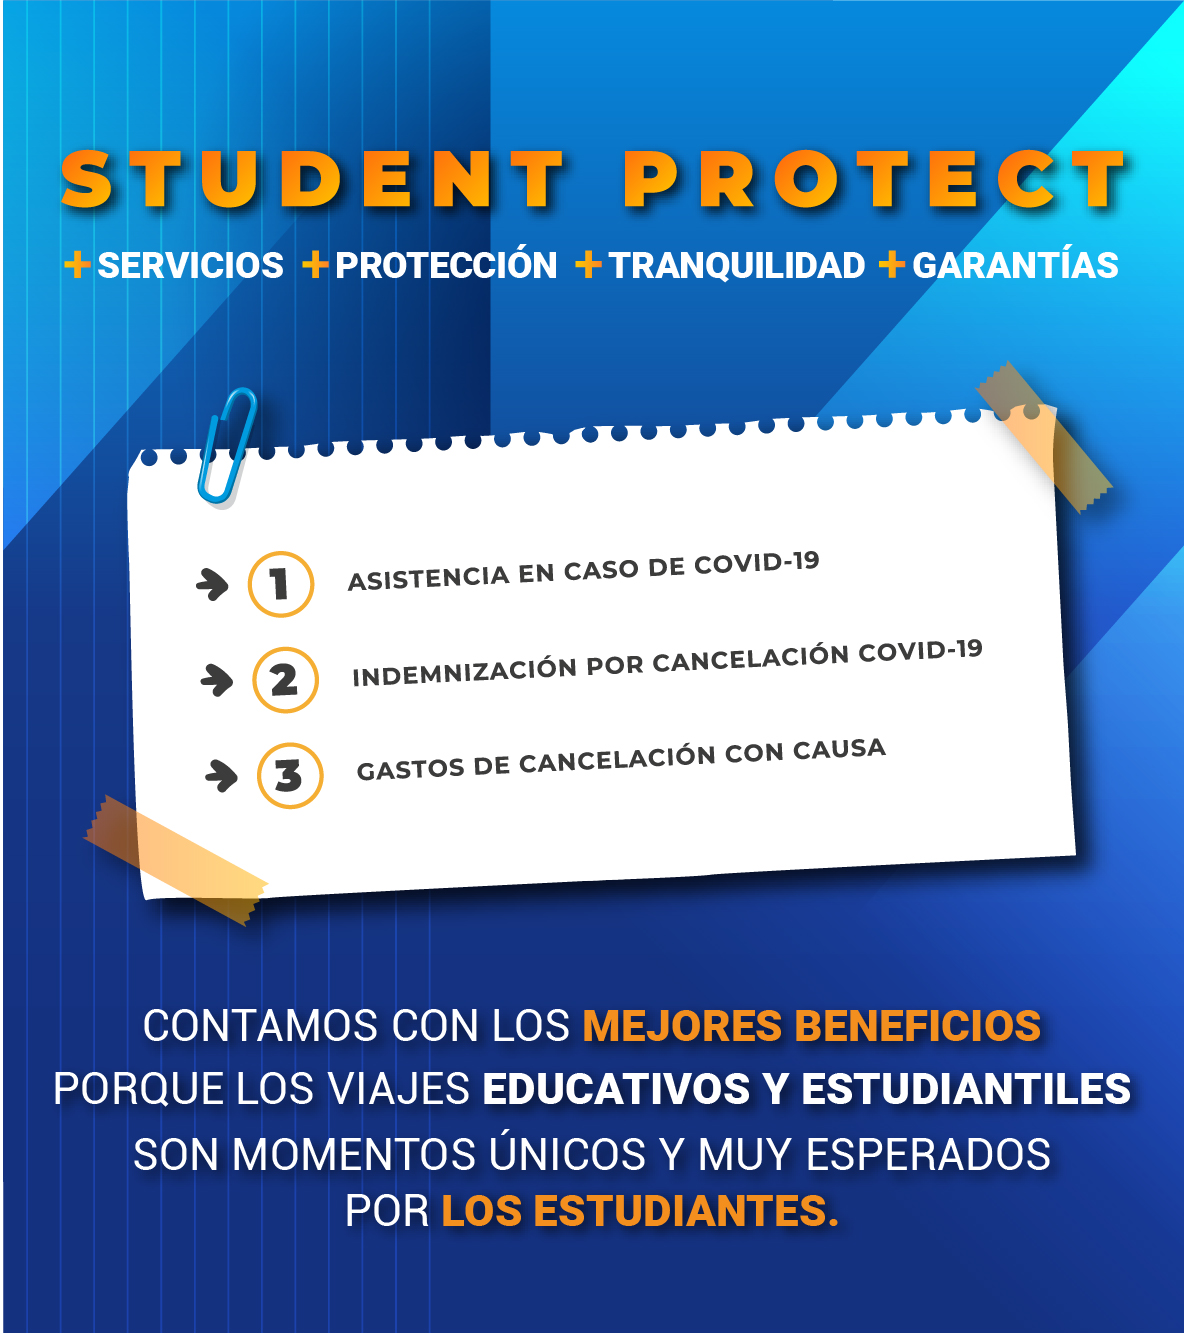 STUDENT PROTECT
+SERVICIOS +PROTECCIÓN +TRANQUILIDAD +GARANTÍAS
1 ASISTENCIA EN CASO DE COVID-19
2 INDEMNIZACIÓN POR CANCELACIÓN COVID-19
3 GASTOS DE CANCELACIÓN CON CAUSA
CONTAMOS CON LOS MEJORES BENEFICIOS
PORQUE LOS VIAJES EDUCATIVOS Y ESTUDIANTILES
SON MOMENTOS ÚNICOS Y MUY ESPERADOS
POR LOS ESTUDIANTES.